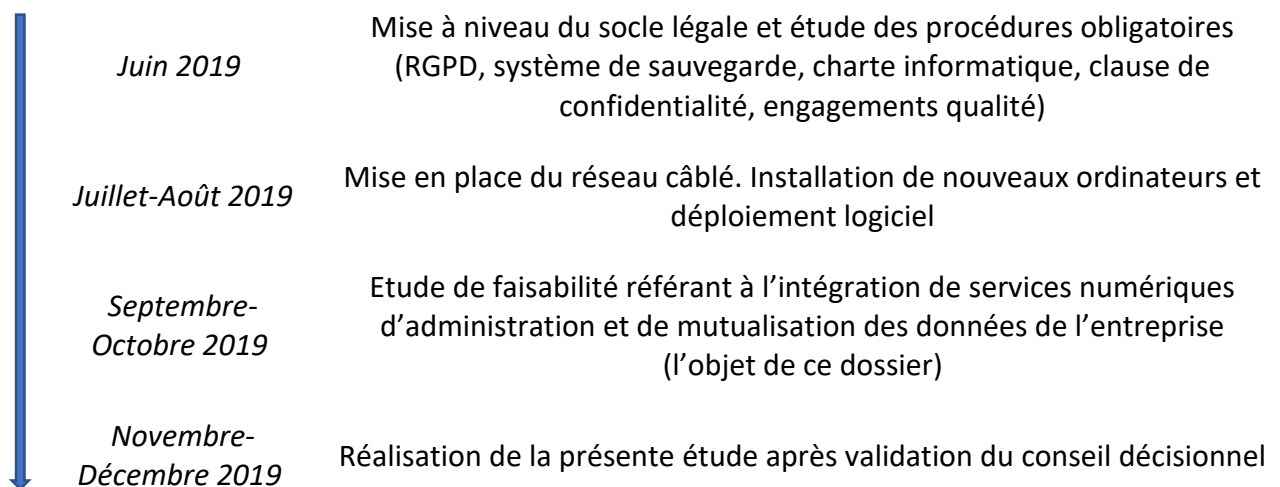 Juin 2019
Mise à niveau du socle légale et étude des procédures obligatoires
(RGPD, système de sauvegarde, charte informatique, clause de
confidentialité, engagements qualité)
Juillet-Août 2019
Mise en place du réseau câblé. Installation de nouveaux ordinateurs et
déploiement logiciel
Septembre-
Octobre 2019
Etude de faisabilité référant à l’intégration de services numériques
d’administration et de mutualisation des données de l’entreprise
(l’objet de ce dossier)
Novembre-
Décembre 2019
Réalisation de la présente étude après validation du conseil décisionnel